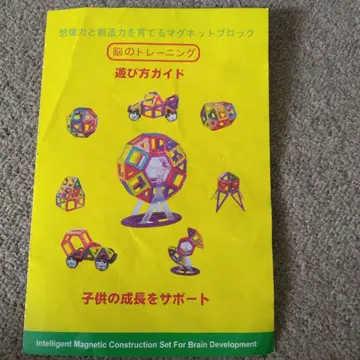 想像力と創造力を育てるマグネットブロック
脳のトレーニング
遊び方ガイド
子供の成長をサポート
Intelligent Magnetic Construction Set For Brain Development